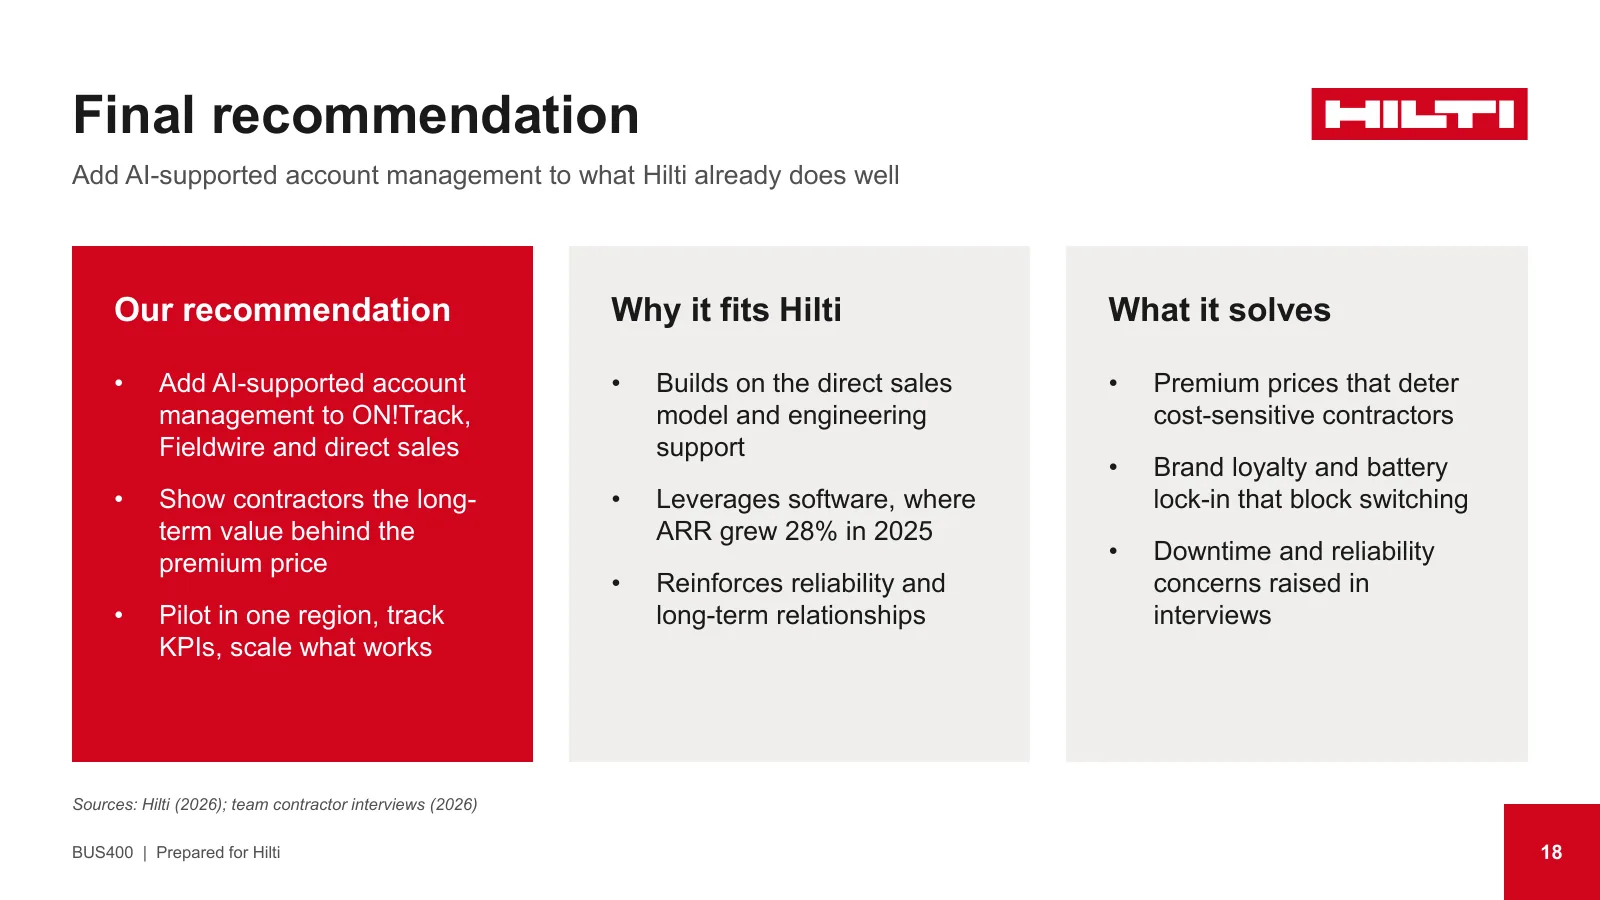 Final recommendation
HILTI
Add AI-supported account management to what Hilti already does well
Our recommendation
• Add AI-supported account
management to ON!Track,
Fieldwire and direct sales
• Show contractors the long-
term value behind the
premium price
• Pilot in one region, track
KPIs, scale what works
Why it fits Hilti
• Builds on the direct sales
model and engineering
support
• Leverages software, where
ARR grew 28% in 2025
• Reinforces reliability and
long-term relationships
What it solves
• Premium prices that deter
cost-sensitive contractors
• Brand loyalty and battery
lock-in that block switching
• Downtime and reliability
concerns raised in
interviews
Sources: Hilti (2026); team contractor interviews (2026)
BUS400 | Prepared for Hilti
18